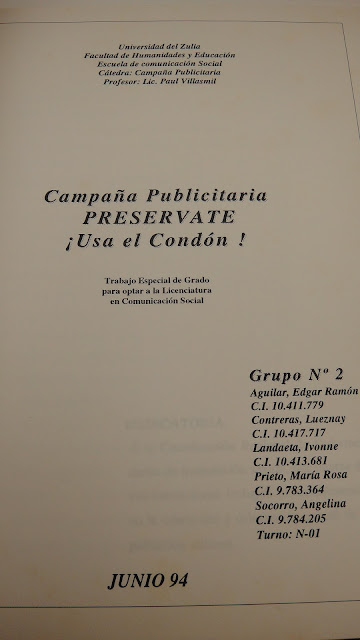 Universidad del Zulia
Facultad de Humanidades y Educación
Escuela de comunicación Social
Cátedra: Campaña Publicitaria
Profesor: Lic. Paul Villasmil
Campaña Publicitaria
PRESERVATE
¡Usa el Condón !
Trabajo Especial de Grado
para optar a la Licenciatura
en Comunicación Social
Grupo Nº 2
Aguilar, Edgar Ramón
C.I. 10.411.779
Contreras, Lueznay
C.I. 10.417.717
Landaeta, Ivonne
C.I. 10.413.681
Prieto, María Rosa
C.I. 9.783.364
Socorro, Angelina
C.I. 9.784.205
Turno: N-01
JUNIO 94